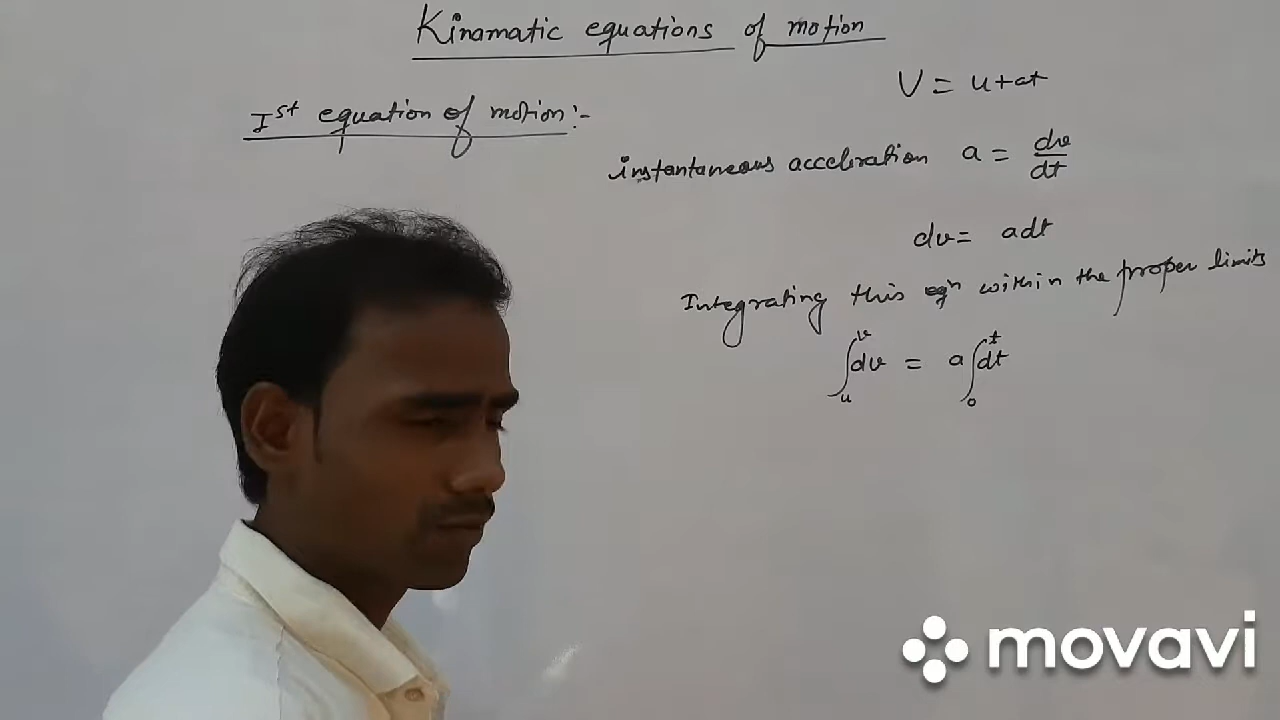 Kinamatic equations of motion
V = u+at
Ist equation of motion:-
instantaneous accelration a = dv/dt
dv= adt
Integrating this eqn within the proper limits
∫ᵤᵛ dv = a∫₀ᵗ dt
movavi